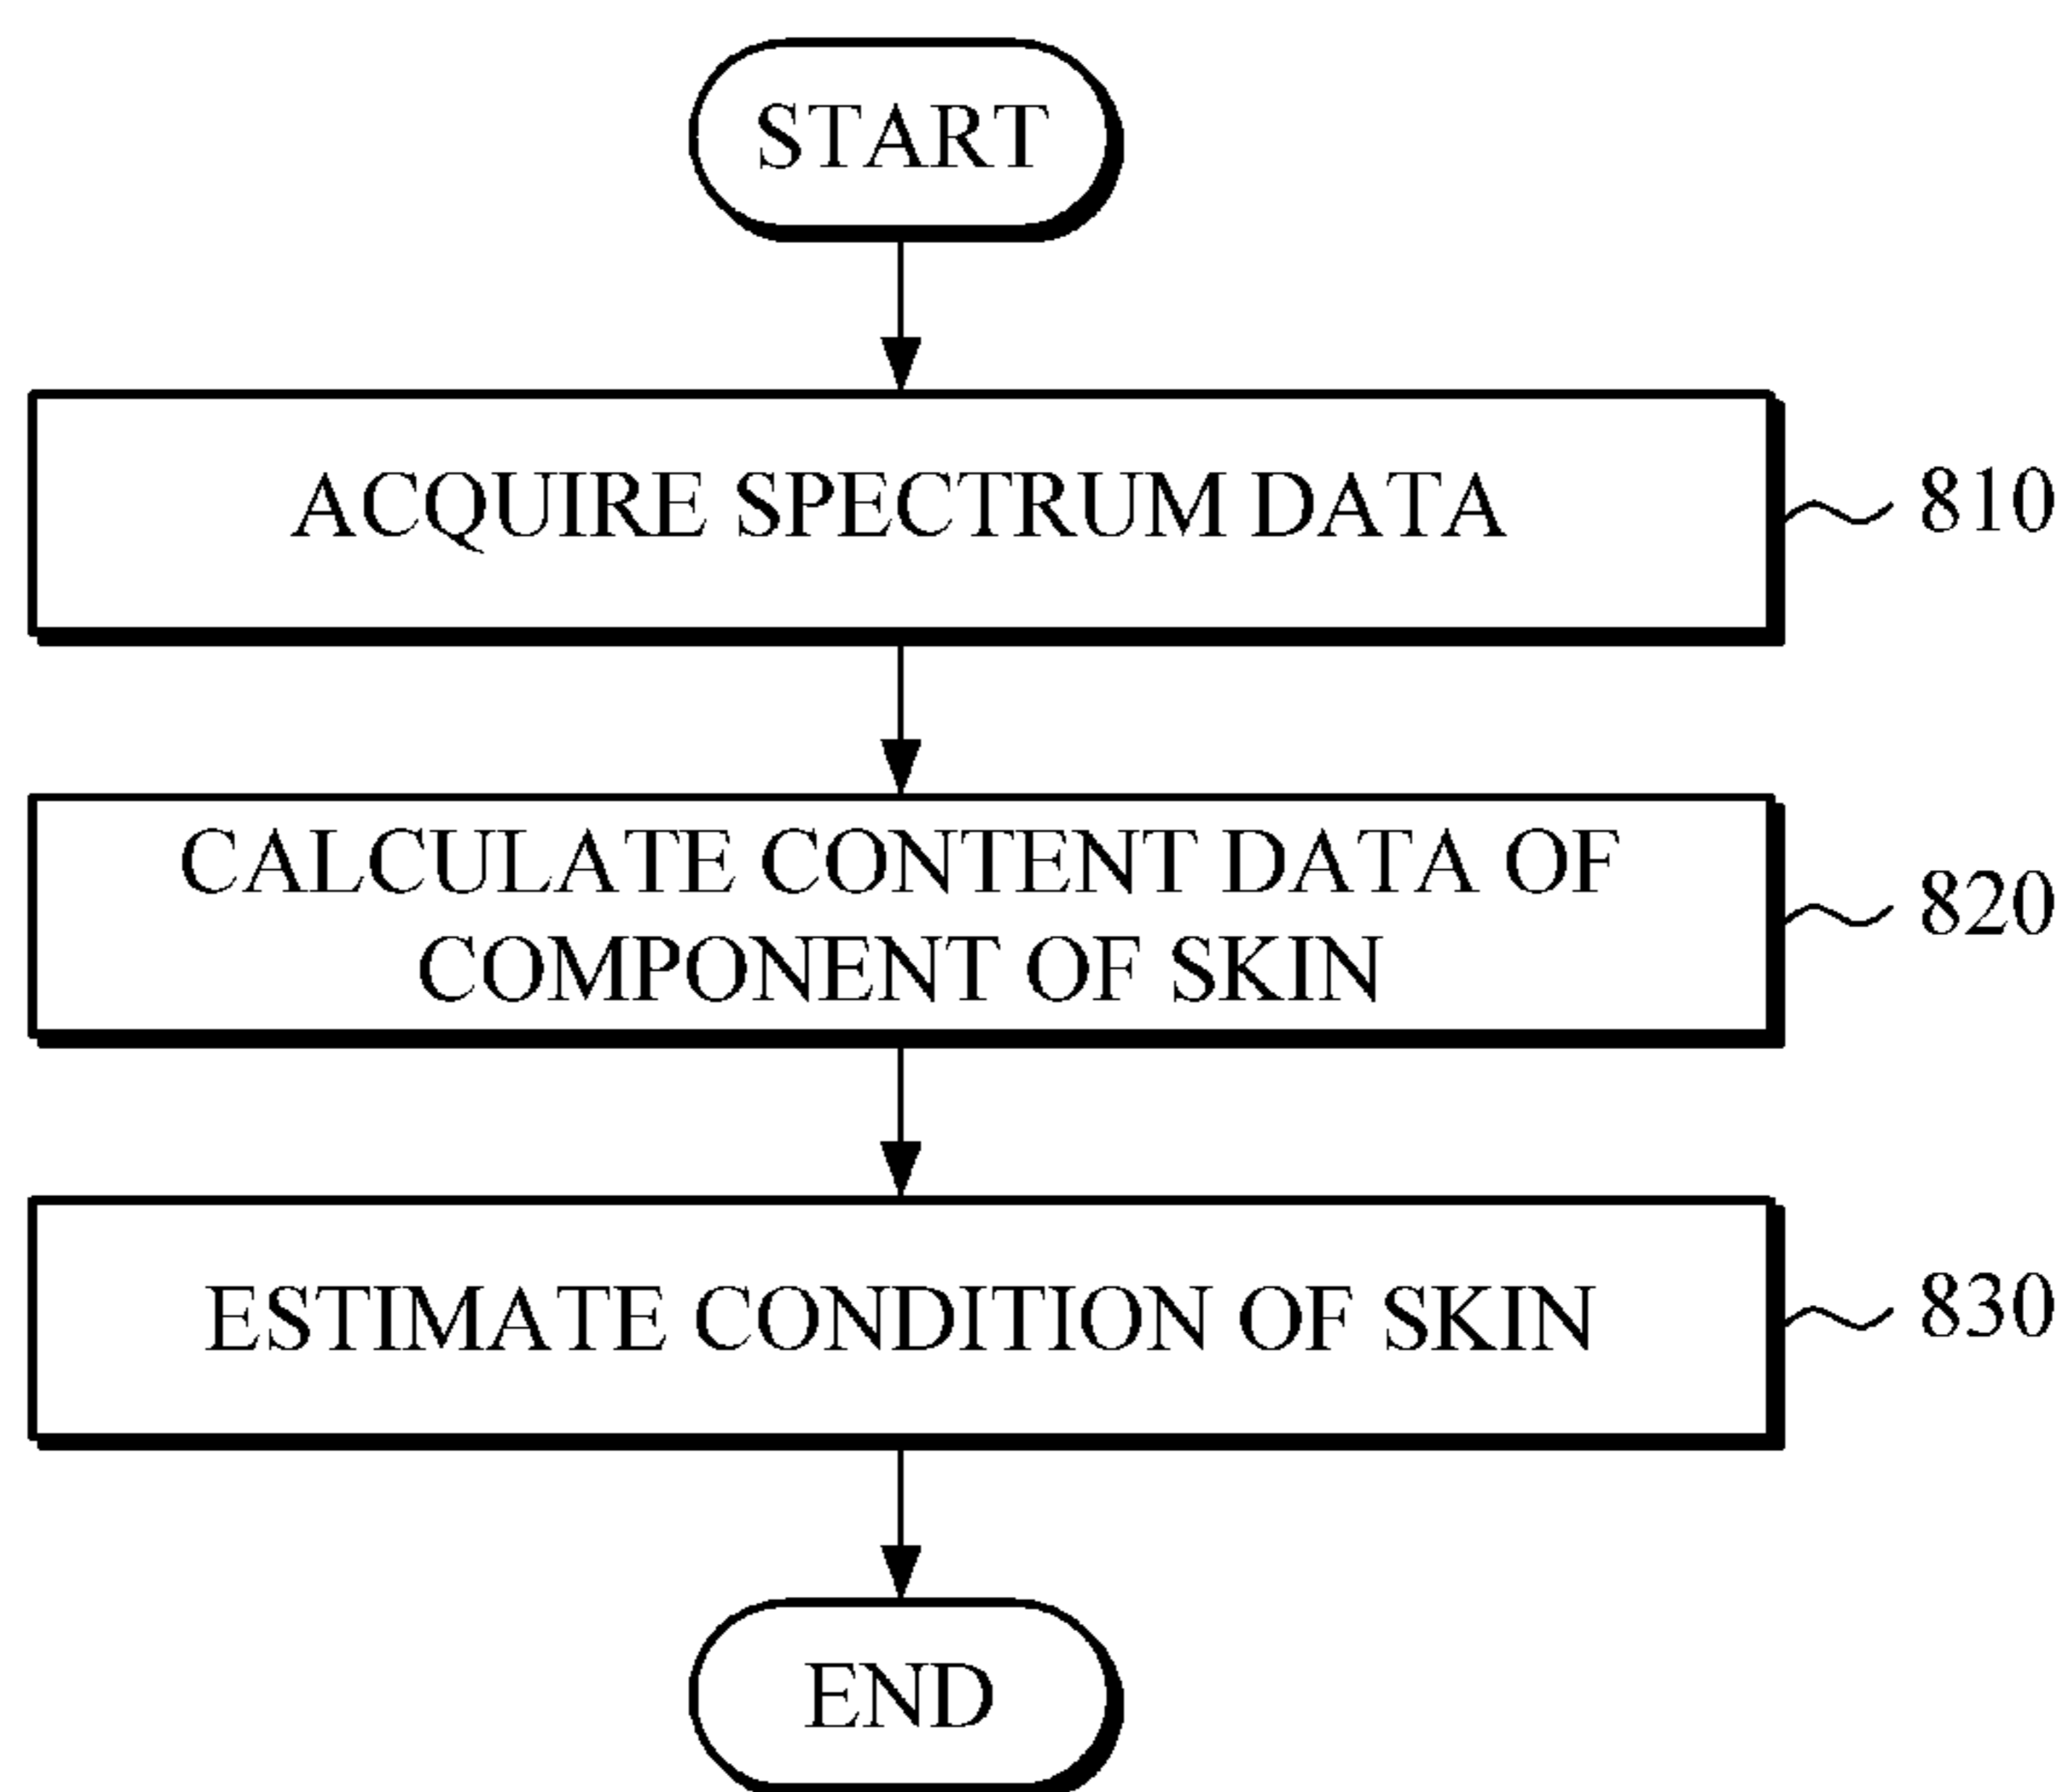 START
ACQUIRE SPECTRUM DATA
810
CALCULATE CONTENT DATA OF
COMPONENT OF SKIN
820
ESTIMATE CONDITION OF SKIN
830
END